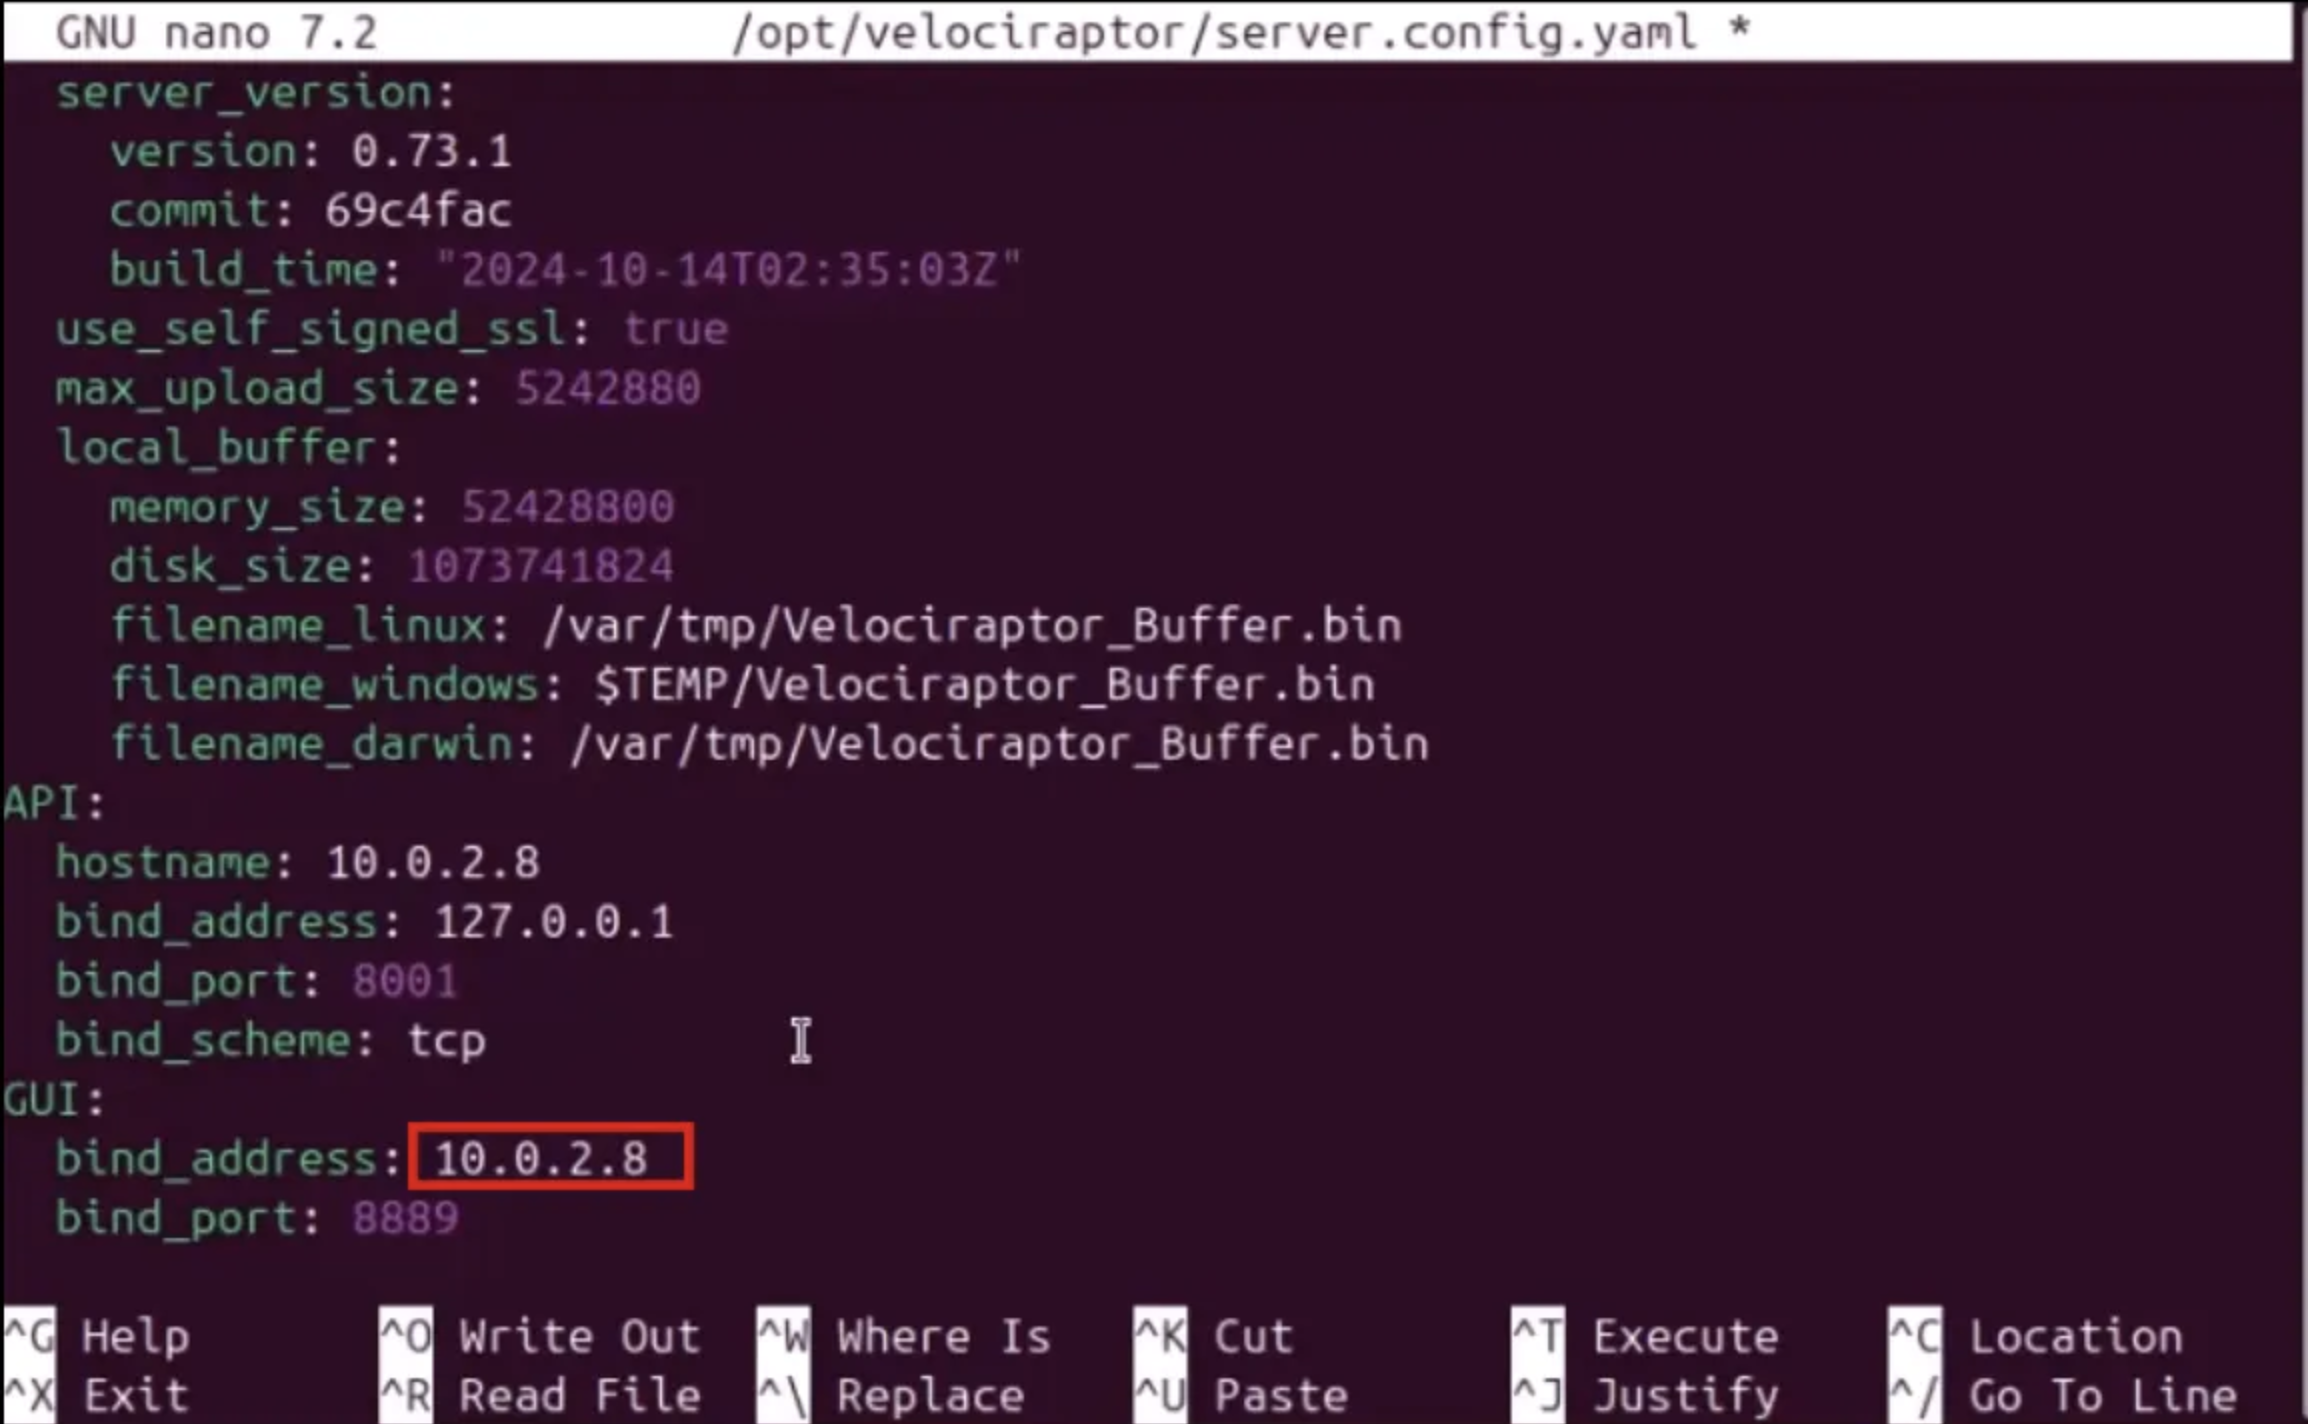 GNU nano 7.2 /opt/velociraptor/server.config.yaml *
server_version:
version: 0.73.1
commit: 69c4fac
build_time: "2024-10-14T02:35:03Z"
use_self_signed_ssl: true
max_upload_size: 5242880
local_buffer:
memory_size: 52428800
disk_size: 1073741824
filename_linux: /var/tmp/Velociraptor_Buffer.bin
filename_windows: $TEMP/Velociraptor_Buffer.bin
filename_darwin: /var/tmp/Velociraptor_Buffer.bin
API:
hostname: 10.0.2.8
bind_address: 127.0.0.1
bind_port: 8001
bind_scheme: tcp
GUI:
bind_address: 10.0.2.8
bind_port: 8889
^G Help ^O Write Out ^W Where Is ^K Cut ^T Execute ^C Location
^X Exit ^R Read File ^\ Replace ^U Paste ^J Justify ^/ Go To Line